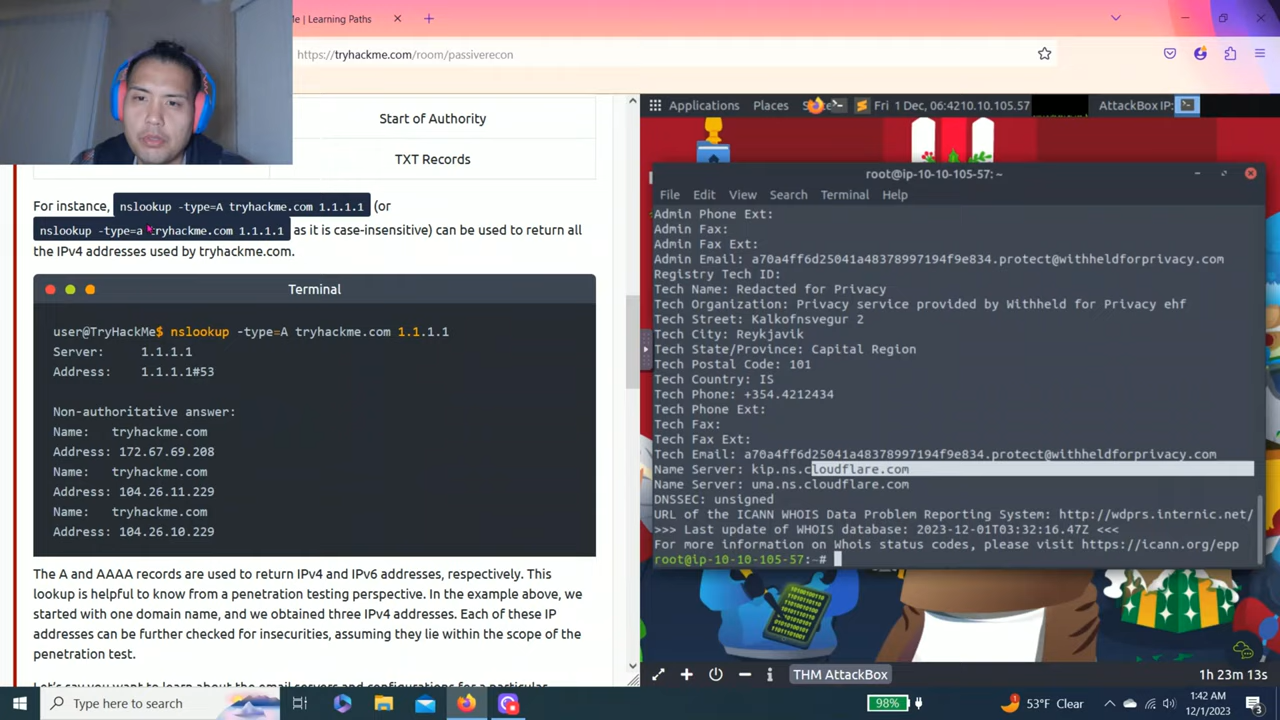 Me | Learning Paths
https://tryhackme.com/room/passiverecon
Start of Authority
TXT Records
For instance, nslookup -type=A tryhackme.com 1.1.1.1 (or
nslookup -type=a tryhackme.com 1.1.1.1 as it is case-insensitive) can be used to return all
the IPv4 addresses used by tryhackme.com.
Terminal
user@TryHackMe$ nslookup -type=A tryhackme.com 1.1.1.1
Server: 1.1.1.1
Address: 1.1.1.1#53
Non-authoritative answer:
Name: tryhackme.com
Address: 172.67.69.208
Name: tryhackme.com
Address: 104.26.11.229
Name: tryhackme.com
Address: 104.26.10.229
The A and AAAA records are used to return IPv4 and IPv6 addresses, respectively. This
lookup is helpful to know from a penetration testing perspective. In the example above, we
started with one domain name, and we obtained three IPv4 addresses. Each of these IP
addresses can be further checked for insecurities, assuming they lie within the scope of the
penetration test.
Let's say you want to learn about the email servers and configurations for a particular
Applications Places Fri 1 Dec, 06:42 10.10.105.57 AttackBox IP:
root@ip-10-10-105-57: ~
File Edit View Search Terminal Help
Admin Phone Ext:
Admin Fax:
Admin Fax Ext:
Admin Email: a70a4ff6d25041a48378997194f9e834.protect@withheldforprivacy.com
Registry Tech ID:
Tech Name: Redacted for Privacy
Tech Organization: Privacy service provided by Withheld for Privacy ehf
Tech Street: Kalkofnsvegur 2
Tech City: Reykjavik
Tech State/Province: Capital Region
Tech Postal Code: 101
Tech Country: IS
Tech Phone: +354.4212434
Tech Phone Ext:
Tech Fax:
Tech Fax Ext:
Tech Email: a70a4ff6d25041a48378997194f9e834.protect@withheldforprivacy.com
Name Server: kip.ns.cloudflare.com
Name Server: uma.ns.cloudflare.com
DNSSEC: unsigned
URL of the ICANN WHOIS Data Problem Reporting System: http://wdprs.internic.net/
>>> Last update of WHOIS database: 2023-12-01T03:32:16.47Z <<<
For more information on Whois status codes, please visit https://icann.org/epp
root@ip-10-10-105-57:~#
THM AttackBox
1h 23m 13s
Type here to search
98%
53°F Clear
1:42 AM
12/1/2023
3